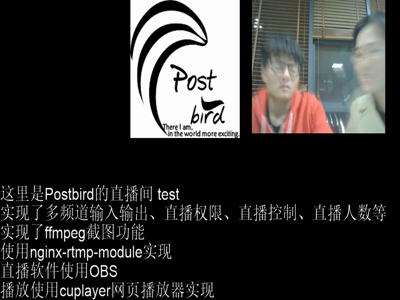 Post
bird
There I am,
in the world more exciting.
这里是Postbird的直播间 test
实现了多频道输入输出、直播权限、直播控制、直播人数等
实现了ffmpeg截图功能
使用nginx-rtmp-module实现
直播软件使用OBS
播放使用cuplayer网页播放器实现